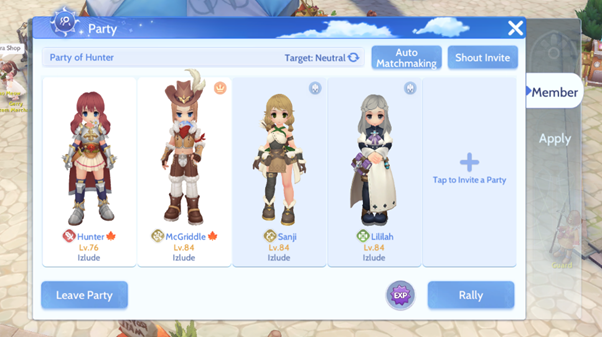 Party
Party of Hunter
Target: Neutral
Auto
Matchmaking
Shout Invite
Member
Apply
Tap to Invite a Party
Hunter
Lv.76
Izlude
McGriddle
Lv.84
Izlude
Sanji
Lv.84
Izlude
Lililah
Lv.84
Izlude
Leave Party
EXP
Rally